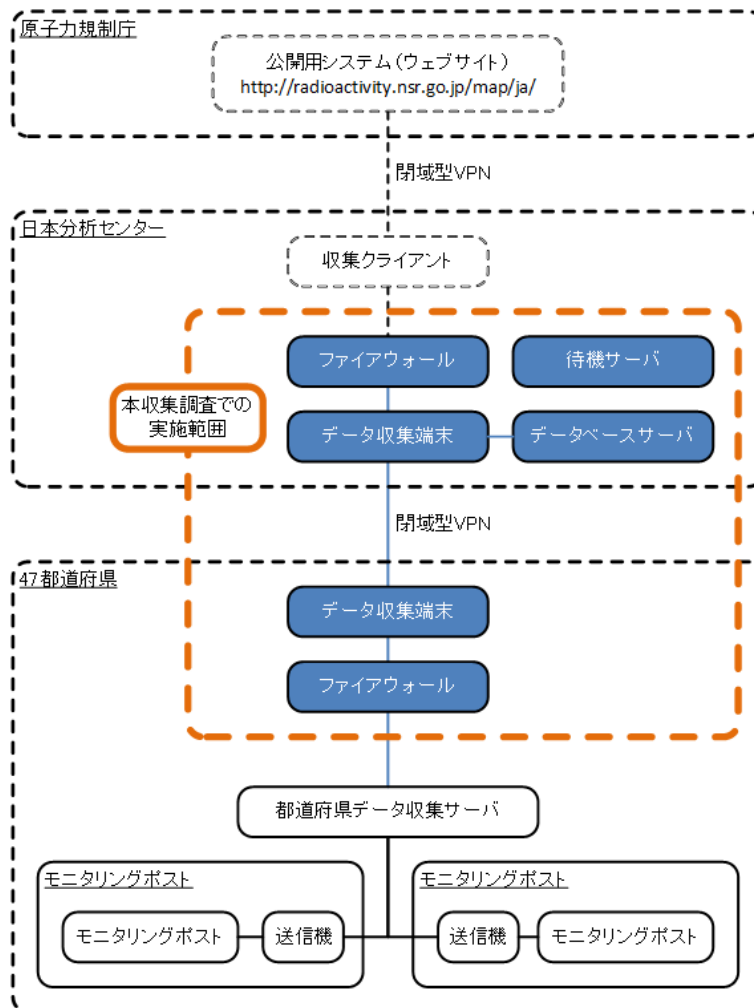 原子力規制庁
公開用システム(ウェブサイト)
http://radioactivity.nsr.go.jp/map/ja/
閉域型VPN
日本分析センター
収集クライアント
ファイアウォール
待機サーバ
本収集調査での
実施範囲
データ収集端末
データベースサーバ
閉域型VPN
47都道府県
データ収集端末
ファイアウォール
都道府県データ収集サーバ
モニタリングポスト
モニタリングポスト
送信機
モニタリングポスト
送信機
モニタリングポスト